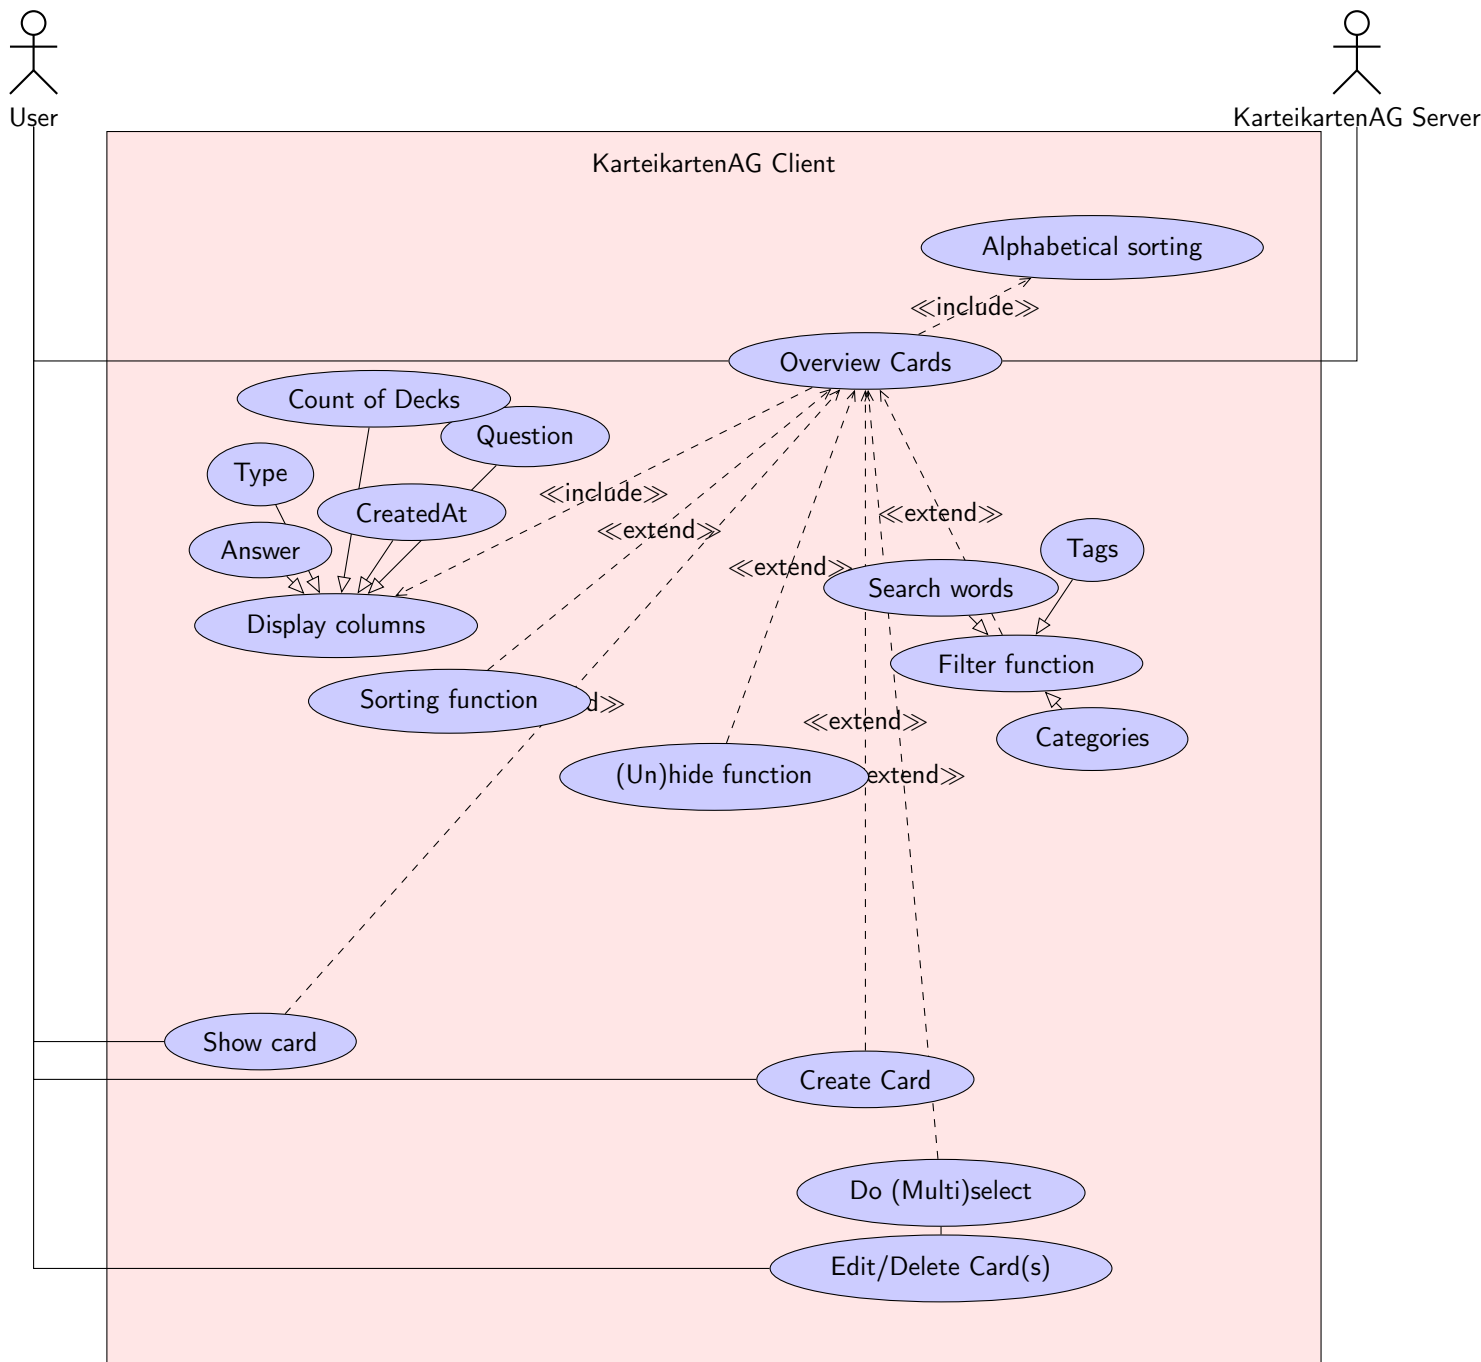 User
KarteikartenAG Server
KarteikartenAG Client
Alphabetical sorting
≪include≫
Overview Cards
Count of Decks
Question
Type
≪include≫
CreatedAt
≪extend≫
≪extend≫
Answer
Tags
≪extend≫
Search words
Display columns
Filter function
Sorting function
d≫
≪extend≫
Categories
(Un)hide function
extend≫
Show card
Create Card
Do (Multi)select
Edit/Delete Card(s)